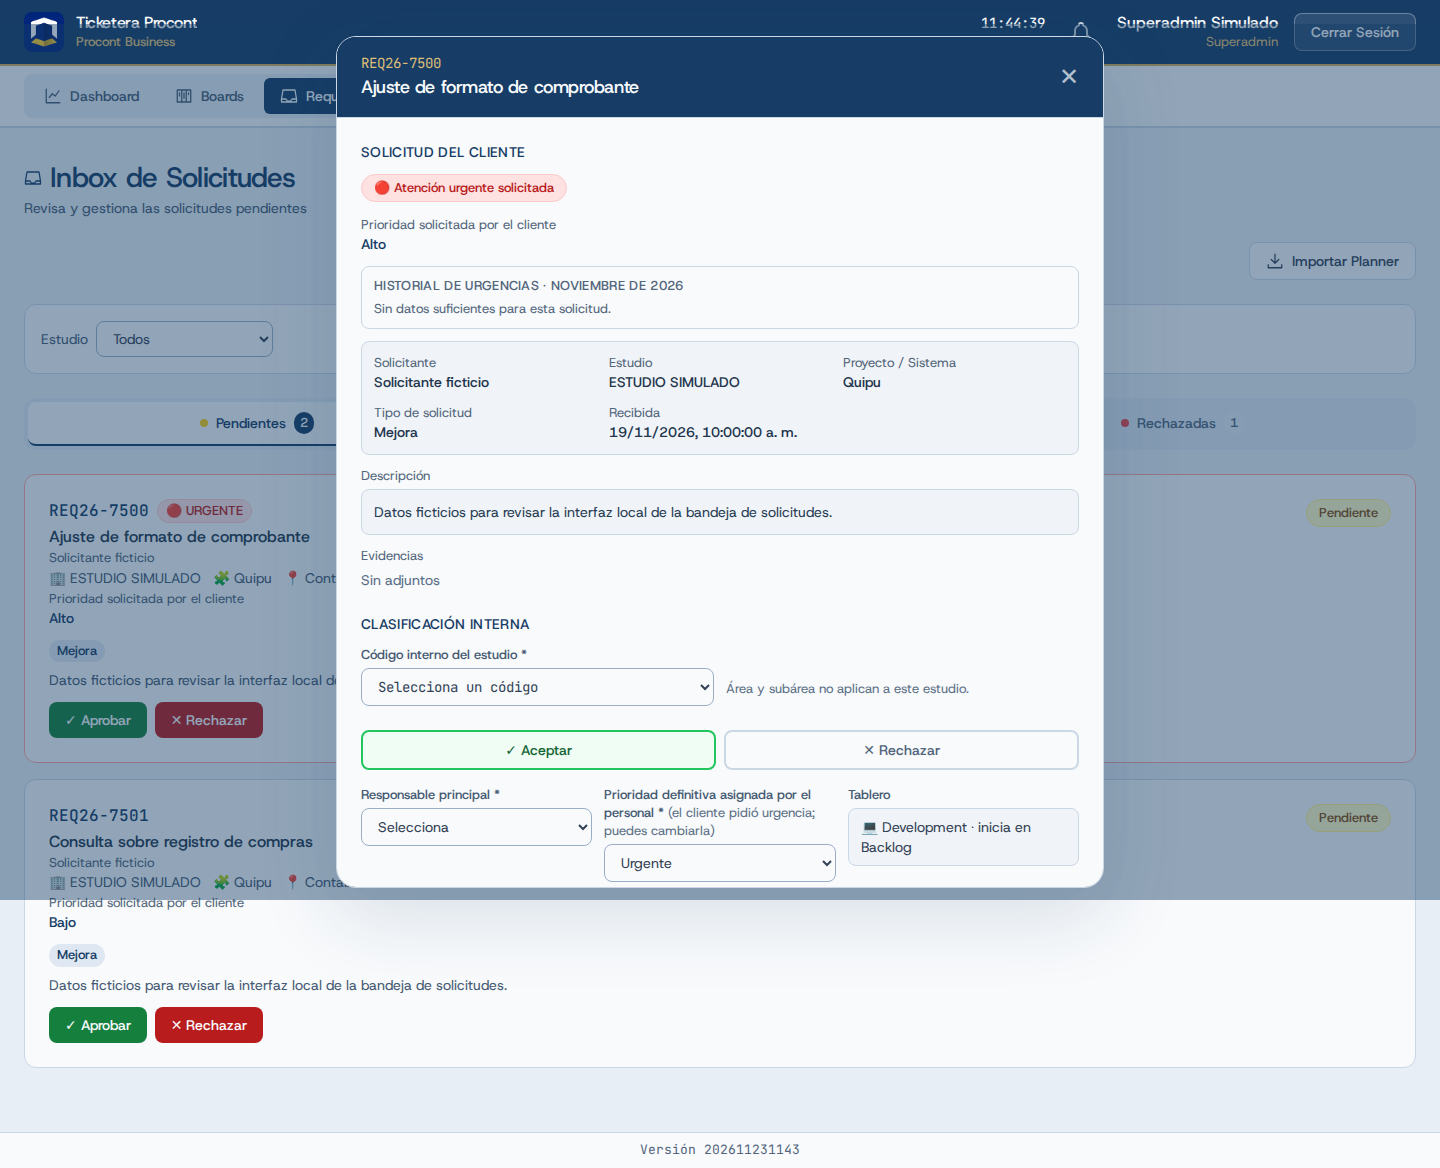 Ticketera Procont
Procont Business
11:44:39
Superadmin Simulado
Superadmin
Cerrar Sesión
Dashboard
Boards
Requ
Inbox de Solicitudes
Revisa y gestiona las solicitudes pendientes
Importar Planner
Estudio
Todos
Pendientes 2
Rechazadas 1
REQ26-7500
URGENTE
Pendiente
Ajuste de formato de comprobante
Solicitante ficticio
ESTUDIO SIMULADO Quipu Cont
Prioridad solicitada por el cliente
Alto
Mejora
Datos ficticios para revisar la interfaz local d
✓ Aprobar
✕ Rechazar
REQ26-7501
Pendiente
Consulta sobre registro de compras
Solicitante ficticio
ESTUDIO SIMULADO Quipu Conta
Prioridad solicitada por el cliente
Bajo
Mejora
Datos ficticios para revisar la interfaz local de la bandeja de solicitudes.
✓ Aprobar
✕ Rechazar
REQ26-7500
Ajuste de formato de comprobante
✕
SOLICITUD DEL CLIENTE
Atención urgente solicitada
Prioridad solicitada por el cliente
Alto
HISTORIAL DE URGENCIAS · NOVIEMBRE DE 2026
Sin datos suficientes para esta solicitud.
Solicitante
Solicitante ficticio
Estudio
ESTUDIO SIMULADO
Proyecto / Sistema
Quipu
Tipo de solicitud
Mejora
Recibida
19/11/2026, 10:00:00 a. m.
Descripción
Datos ficticios para revisar la interfaz local de la bandeja de solicitudes.
Evidencias
Sin adjuntos
CLASIFICACIÓN INTERNA
Código interno del estudio *
Selecciona un código
Área y subárea no aplican a este estudio.
✓ Aceptar
✕ Rechazar
Responsable principal *
Selecciona
Prioridad definitiva asignada por el
personal * (el cliente pidió urgencia;
puedes cambiarla)
Urgente
Tablero
Development · inicia en
Backlog
Versión 202611231143